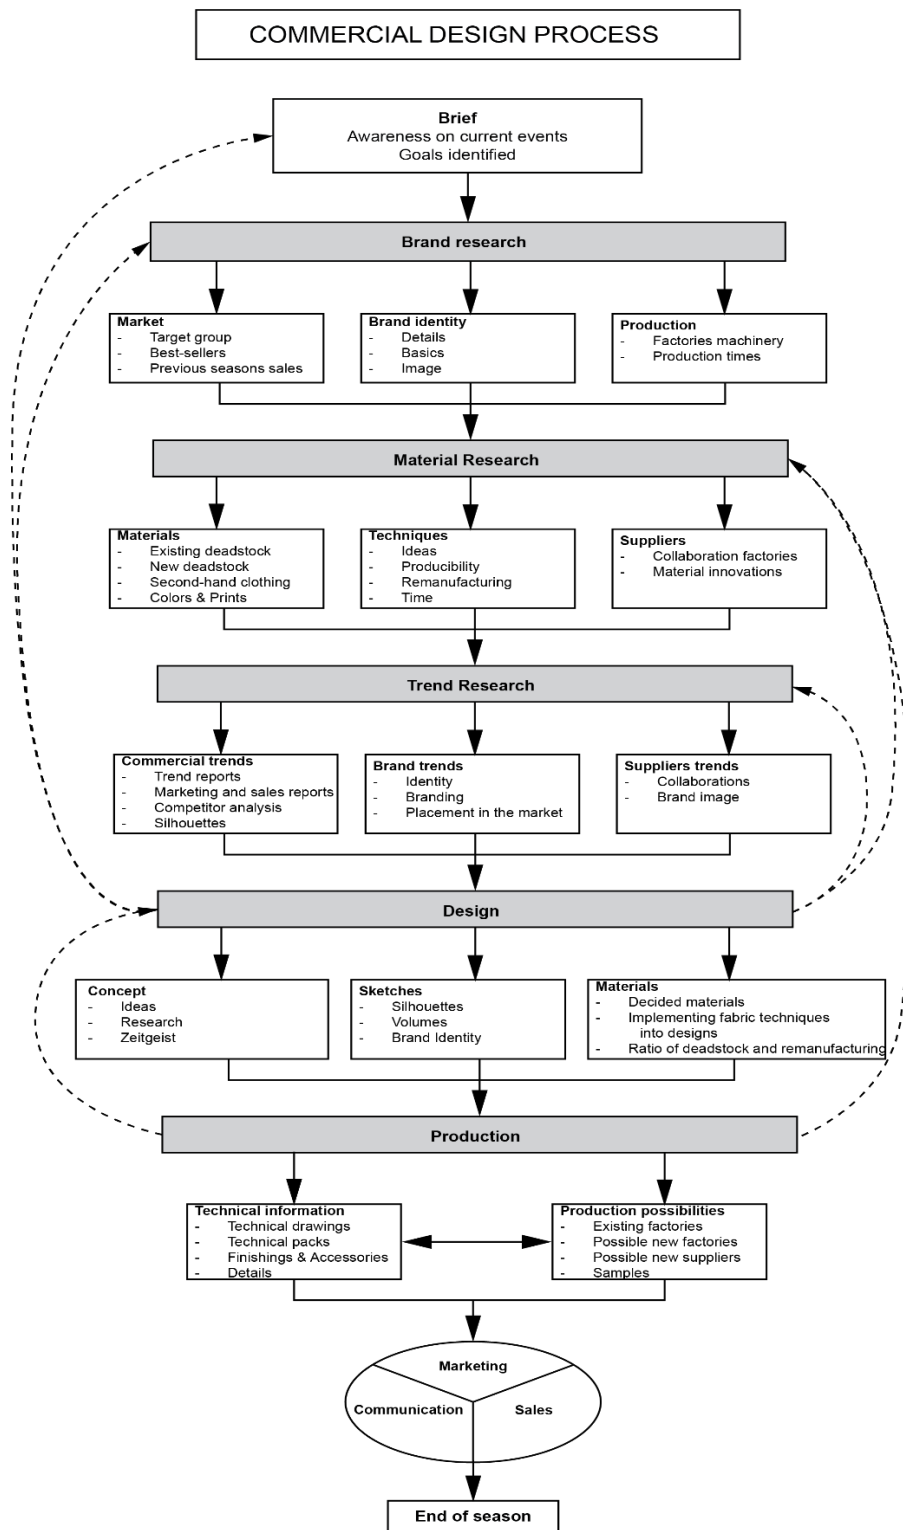 COMMERCIAL DESIGN PROCESS
Brief
Awareness on current events
Goals identified
Brand research
Market
- Target group
- Best-sellers
- Previous seasons sales
Brand identity
- Details
- Basics
- Image
Production
- Factories machinery
- Production times
Material Research
Materials
- Existing deadstock
- New deadstock
- Second-hand clothing
- Colors & Prints
Techniques
- Ideas
- Producibility
- Remanufacturing
- Time
Suppliers
- Collaboration factories
- Material innovations
Trend Research
Commercial trends
- Trend reports
- Marketing and sales reports
- Competitor analysis
- Silhouettes
Brand trends
- Identity
- Branding
- Placement in the market
Suppliers trends
- Collaborations
- Brand image
Design
Concept
- Ideas
- Research
- Zeitgeist
Sketches
- Silhouettes
- Volumes
- Brand Identity
Materials
- Decided materials
- Implementing fabric techniques
into designs
- Ratio of deadstock and remanufacturing
Production
Technical information
- Technical drawings
- Technical packs
- Finishings & Accessories
- Details
Production possibilities
- Existing factories
- Possible new factories
- Possible new suppliers
- Samples
Marketing
Communication
Sales
End of season